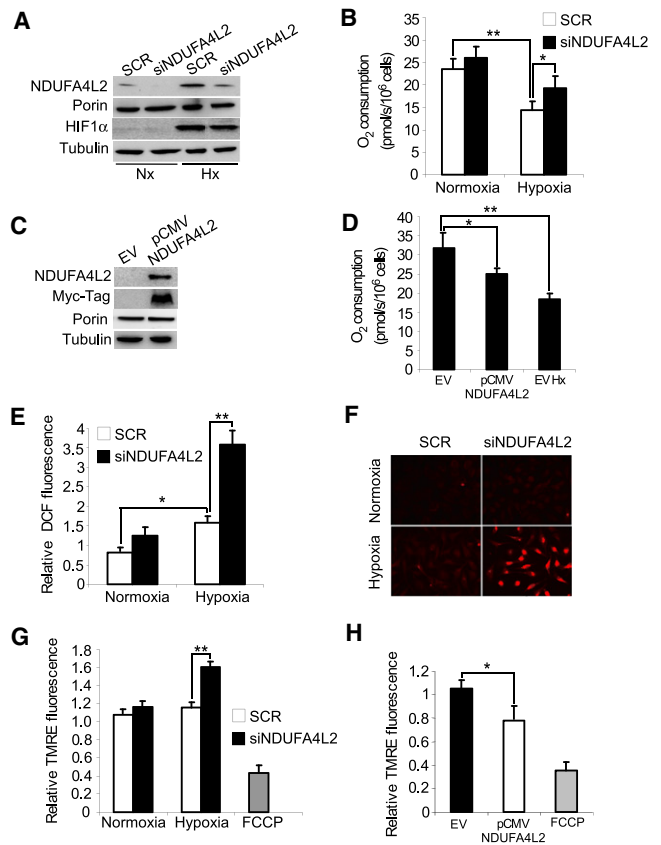 A
SCR
siNDUFA4L2
SCR
siNDUFA4L2
NDUFA4L2
Porin
HIF1α
Tubulin
Nx
Hx
B
O2 consumption
(pmol/s/10^6 cells)
35
30
25
20
15
10
5
0
**
*
SCR
siNDUFA4L2
Normoxia
Hypoxia
C
EV
pCMV
NDUFA4L2
NDUFA4L2
Myc-Tag
Porin
Tubulin
D
O2 consumption
(pmol/s/10^6 cells)
40
35
30
25
20
15
10
5
0
**
*
EV
pCMV
NDUFA4L2
EV Hx
E
Relative DCF fluorescence
4
3.5
3
2.5
2
1.5
1
0.5
0
SCR
siNDUFA4L2
**
*
Normoxia
Hypoxia
F
SCR
siNDUFA4L2
Normoxia
Hypoxia
G
Relative TMRE fluorescence
1.8
1.6
1.4
1.2
1.0
0.8
0.6
0.4
0.2
0
**
SCR
siNDUFA4L2
Normoxia
Hypoxia
FCCP
H
Relative TMRE fluorescence
1.2
1
0.8
0.6
0.4
0.2
0
*
EV
pCMV
NDUFA4L2
FCCP